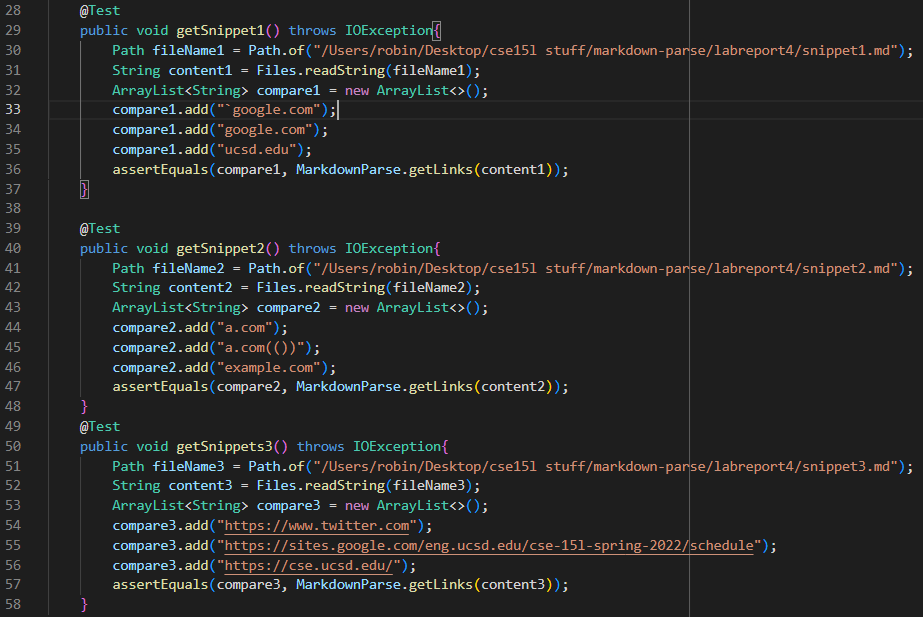 28 @Test
29 public void getSnippet1() throws IOException{
30 Path fileName1 = Path.of("/Users/robin/Desktop/cse15l stuff/markdown-parse/labreport4/snippet1.md");
31 String content1 = Files.readString(fileName1);
32 ArrayList<String> compare1 = new ArrayList<>();
33 compare1.add("`google.com");
34 compare1.add("google.com");
35 compare1.add("ucsd.edu");
36 assertEquals(compare1, MarkdownParse.getLinks(content1));
37 }
38
39 @Test
40 public void getSnippet2() throws IOException{
41 Path fileName2 = Path.of("/Users/robin/Desktop/cse15l stuff/markdown-parse/labreport4/snippet2.md");
42 String content2 = Files.readString(fileName2);
43 ArrayList<String> compare2 = new ArrayList<>();
44 compare2.add("a.com");
45 compare2.add("a.com(())");
46 compare2.add("example.com");
47 assertEquals(compare2, MarkdownParse.getLinks(content2));
48 }
49 @Test
50 public void getSnippets3() throws IOException{
51 Path fileName3 = Path.of("/Users/robin/Desktop/cse15l stuff/markdown-parse/labreport4/snippet3.md");
52 String content3 = Files.readString(fileName3);
53 ArrayList<String> compare3 = new ArrayList<>();
54 compare3.add("https://www.twitter.com");
55 compare3.add("https://sites.google.com/eng.ucsd.edu/cse-15l-spring-2022/schedule");
56 compare3.add("https://cse.ucsd.edu/");
57 assertEquals(compare3, MarkdownParse.getLinks(content3));
58 }